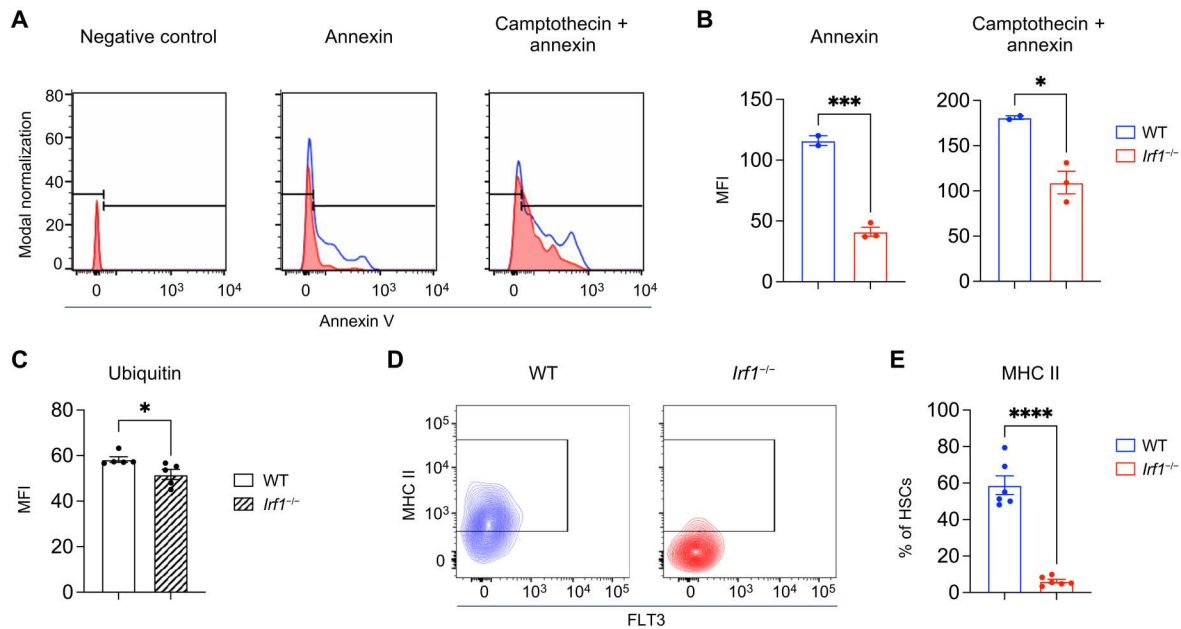 A
Negative control
Annexin
Camptothecin +
annexin
Modal normalization
80
60
40
20
0
0 10³ 10⁴
0 10³ 10⁴
0 10³ 10⁴
Annexin V
B
Annexin
Camptothecin +
annexin
MFI
150
100
50
0
***
200
150
100
50
0
*
WT
Irf1⁻/⁻
C
Ubiquitin
MFI
80
60
40
20
0
*
WT
Irf1⁻/⁻
D
WT
Irf1⁻/⁻
MHC II
10⁵
10⁴
10³
0
0 10³ 10⁴ 10⁵
0 10³ 10⁴ 10⁵
FLT3
E
MHC II
% of HSCs
100
80
60
40
20
0
****
WT
Irf1⁻/⁻